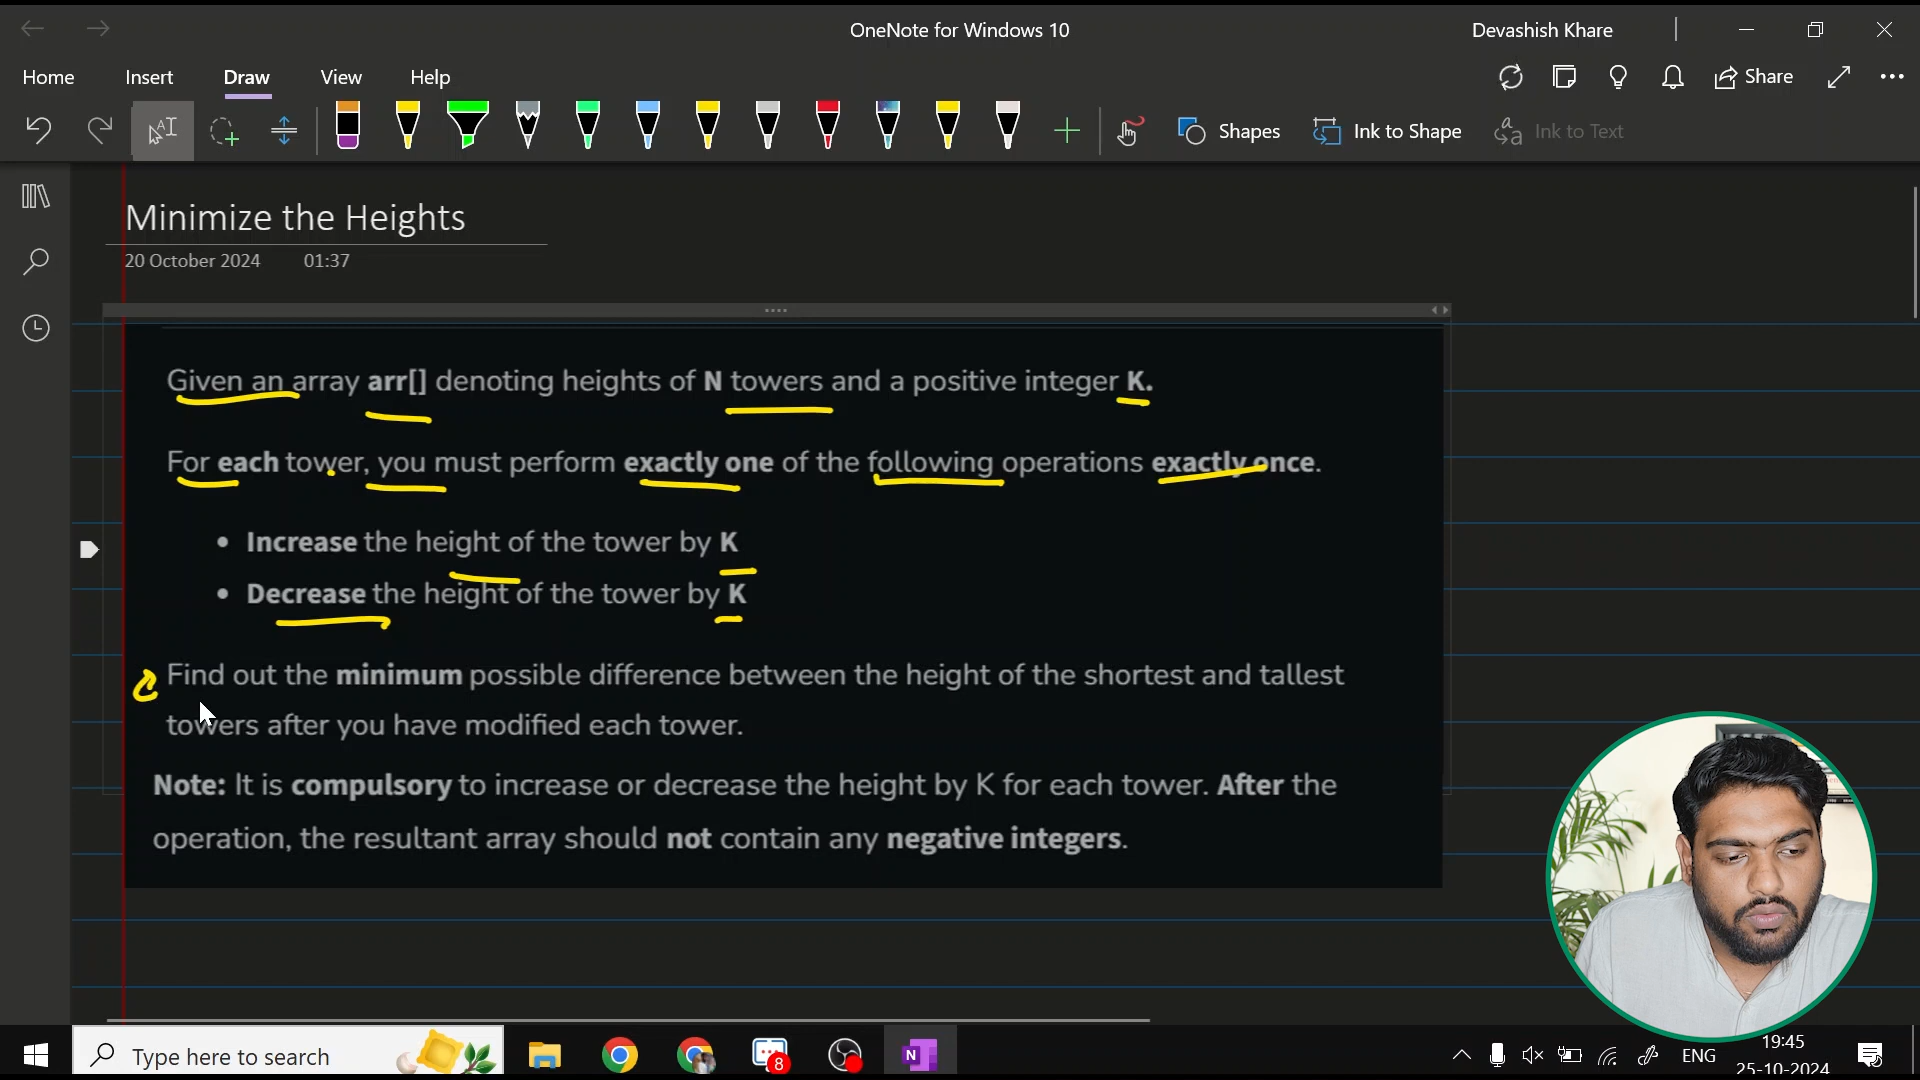 OneNote for Windows 10
Devashish Khare
Home Insert Draw View Help
Share
Shapes
Ink to Shape
Ink to Text
Minimize the Heights
20 October 2024 01:37
Given an array arr[] denoting heights of N towers and a positive integer K.
For each tower, you must perform exactly one of the following operations exactly once.
• Increase the height of the tower by K
• Decrease the height of the tower by K
Find out the minimum possible difference between the height of the shortest and tallest
towers after you have modified each tower.
Note: It is compulsory to increase or decrease the height by K for each tower. After the
operation, the resultant array should not contain any negative integers.
Type here to search
8
N
ENG
19:45
25-10-2024